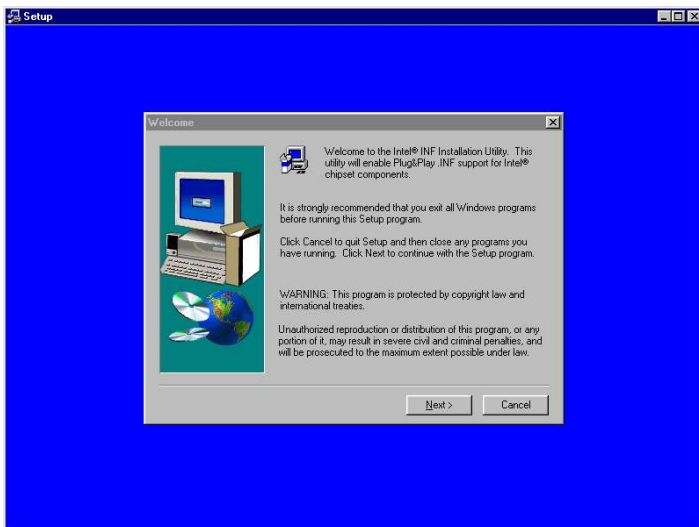 Setup
Welcome
Welcome to the Intel® INF Installation Utility. This
utility will enable Plug&Play .INF support for Intel®
chipset components.
It is strongly recommended that you exit all Windows programs
before running this Setup program.
Click Cancel to quit Setup and then close any programs you
have running. Click Next to continue with the Setup program.
WARNING: This program is protected by copyright law and
international treaties.
Unauthorized reproduction or distribution of this program, or any
portion of it, may result in severe civil and criminal penalties, and
will be prosecuted to the maximum extent possible under law.
Next >
Cancel